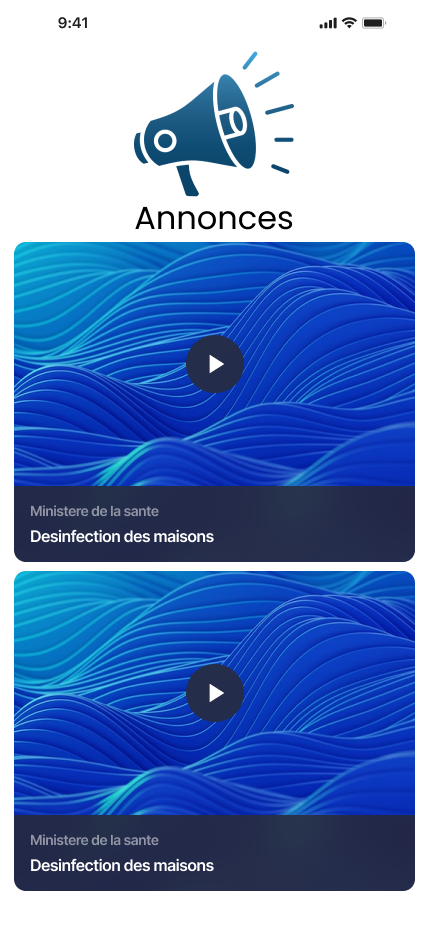 9:41
Annonces
Ministere de la sante
Desinfection des maisons
Ministere de la sante
Desinfection des maisons